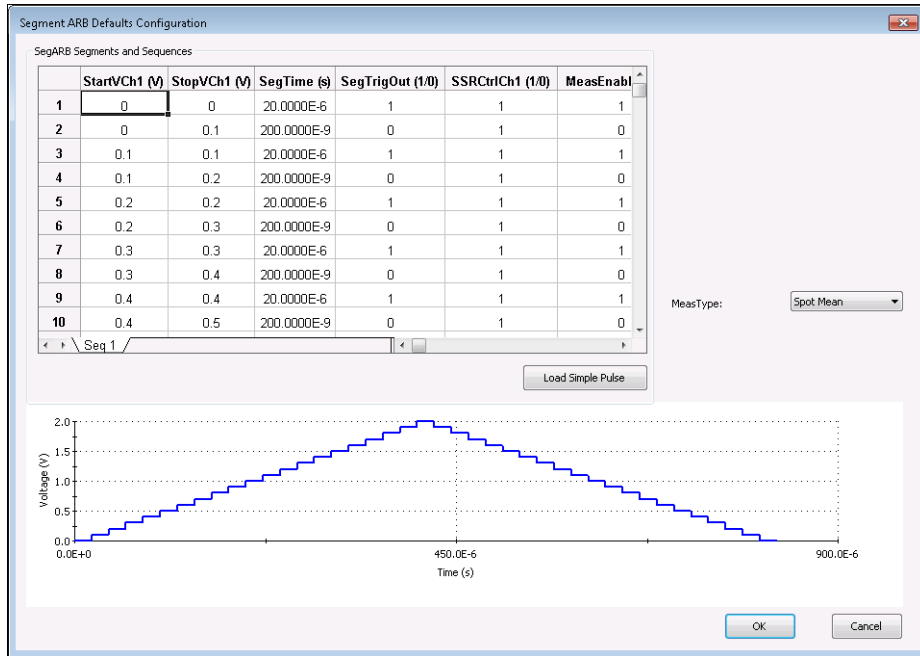 Segment ARB Defaults Configuration
SegARB Segments and Sequences
StartVCh1 (V) StopVCh1 (V) SegTime (s) SegTrigOut (1/0) SSRCtrlCh1 (1/0) MeasEnabl
1 0 0 20.0000E-6 1 1 1
2 0 0.1 200.0000E-9 0 1 0
3 0.1 0.1 20.0000E-6 1 1 1
4 0.1 0.2 200.0000E-9 0 1 0
5 0.2 0.2 20.0000E-6 1 1 1
6 0.2 0.3 200.0000E-9 0 1 0
7 0.3 0.3 20.0000E-6 1 1 1
8 0.3 0.4 200.0000E-9 0 1 0
9 0.4 0.4 20.0000E-6 1 1 1
10 0.4 0.5 200.0000E-9 0 1 0
Seq 1
MeasType: Spot Mean
Load Simple Pulse
2.0
1.5
1.0
0.5
0.0
Voltage (V)
0.0E+0 450.0E-6 900.0E-6
Time (s)
OK Cancel